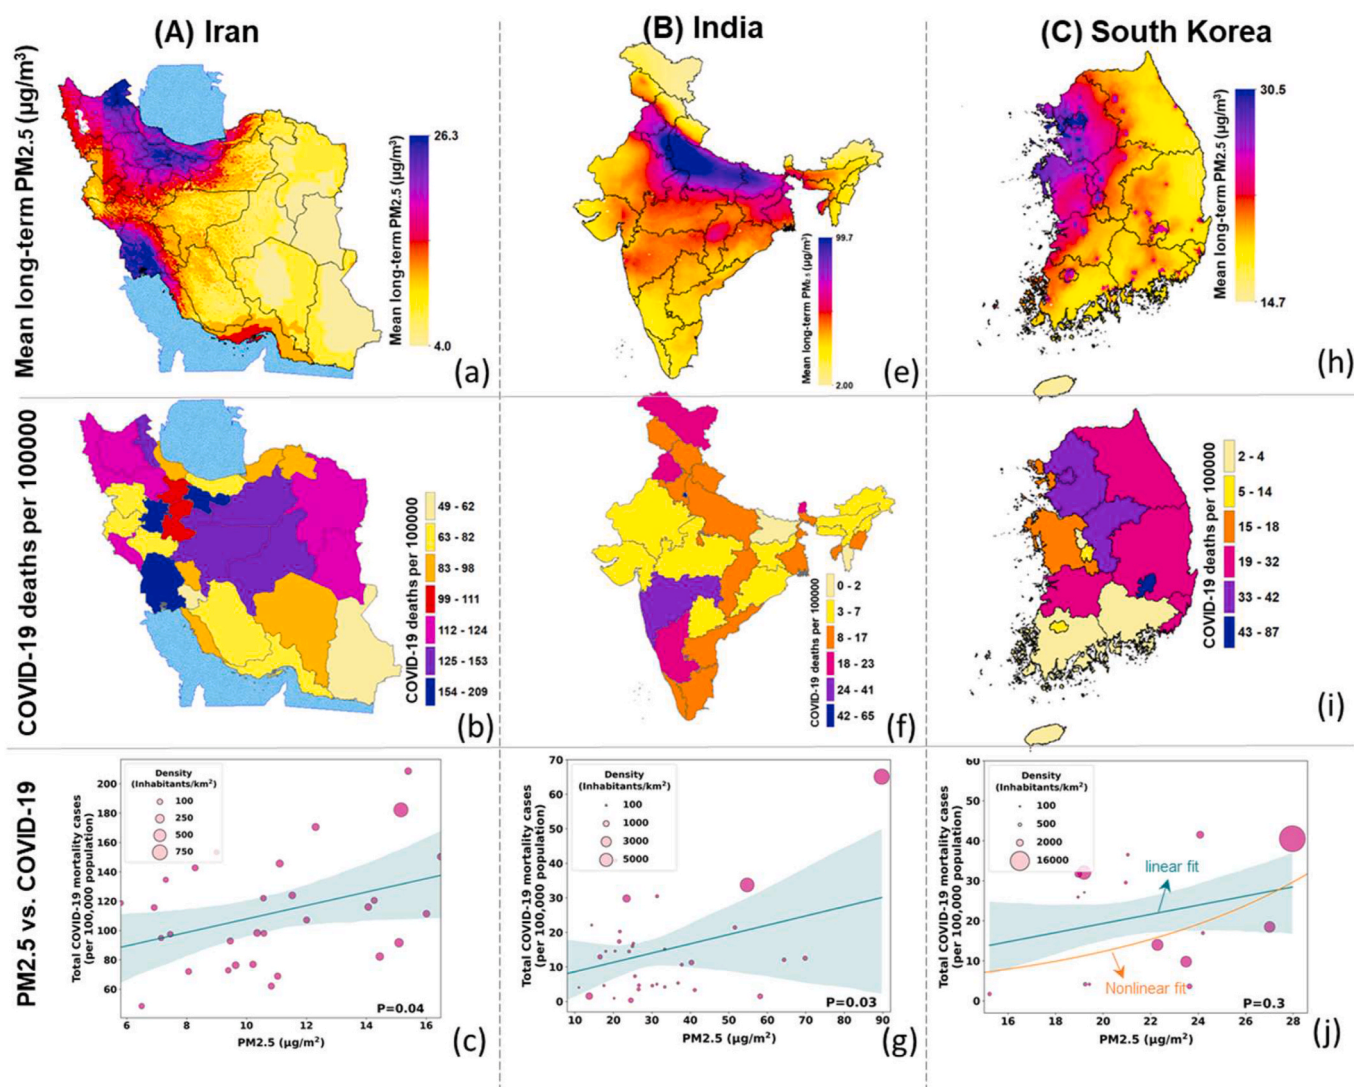 (A) Iran
(B) India
(C) South Korea
Mean long-term PM2.5 (µg/m³)
Mean long-term PM2.5 (µg/m³)
26.3
4.0
(a)
Mean long-term PM2.5 (µg/m³)
99.7
2.00
(e)
Mean long-term PM2.5 (µg/m³)
30.5
14.7
(h)
COVID-19 deaths per 100000
COVID-19 deaths per 100000
49 - 62
63 - 82
83 - 98
99 - 111
112 - 124
125 - 153
154 - 209
(b)
COVID-19 deaths per 100000
0 - 2
3 - 7
8 - 17
18 - 23
24 - 41
42 - 65
(f)
COVID-19 deaths per 100000
2 - 4
5 - 14
15 - 18
19 - 32
33 - 42
43 - 87
(i)
PM2.5 vs. COVID-19
Total COVID-19 mortality cases
(per 100,000 population)
200
180
160
140
120
100
80
60
Density
(Inhabitants/km²)
100
250
500
750
P=0.04
6 8 10 12 14 16
PM2.5 (µg/m²)
(c)
Total COVID-19 mortality cases
(per 100,000 population)
70
60
50
40
30
20
10
0
Density
(Inhabitants/km²)
100
1000
3000
5000
P=0.03
10 20 30 40 50 60 70 80 90
PM2.5 (µg/m²)
(g)
Total COVID-19 mortality cases
(per 100,000 population)
60
50
40
30
20
10
0
Density
(Inhabitants/km²)
100
500
2000
16000
linear fit
Nonlinear fit
P=0.3
16 18 20 22 24 26 28
PM2.5 (µg/m²)
(j)